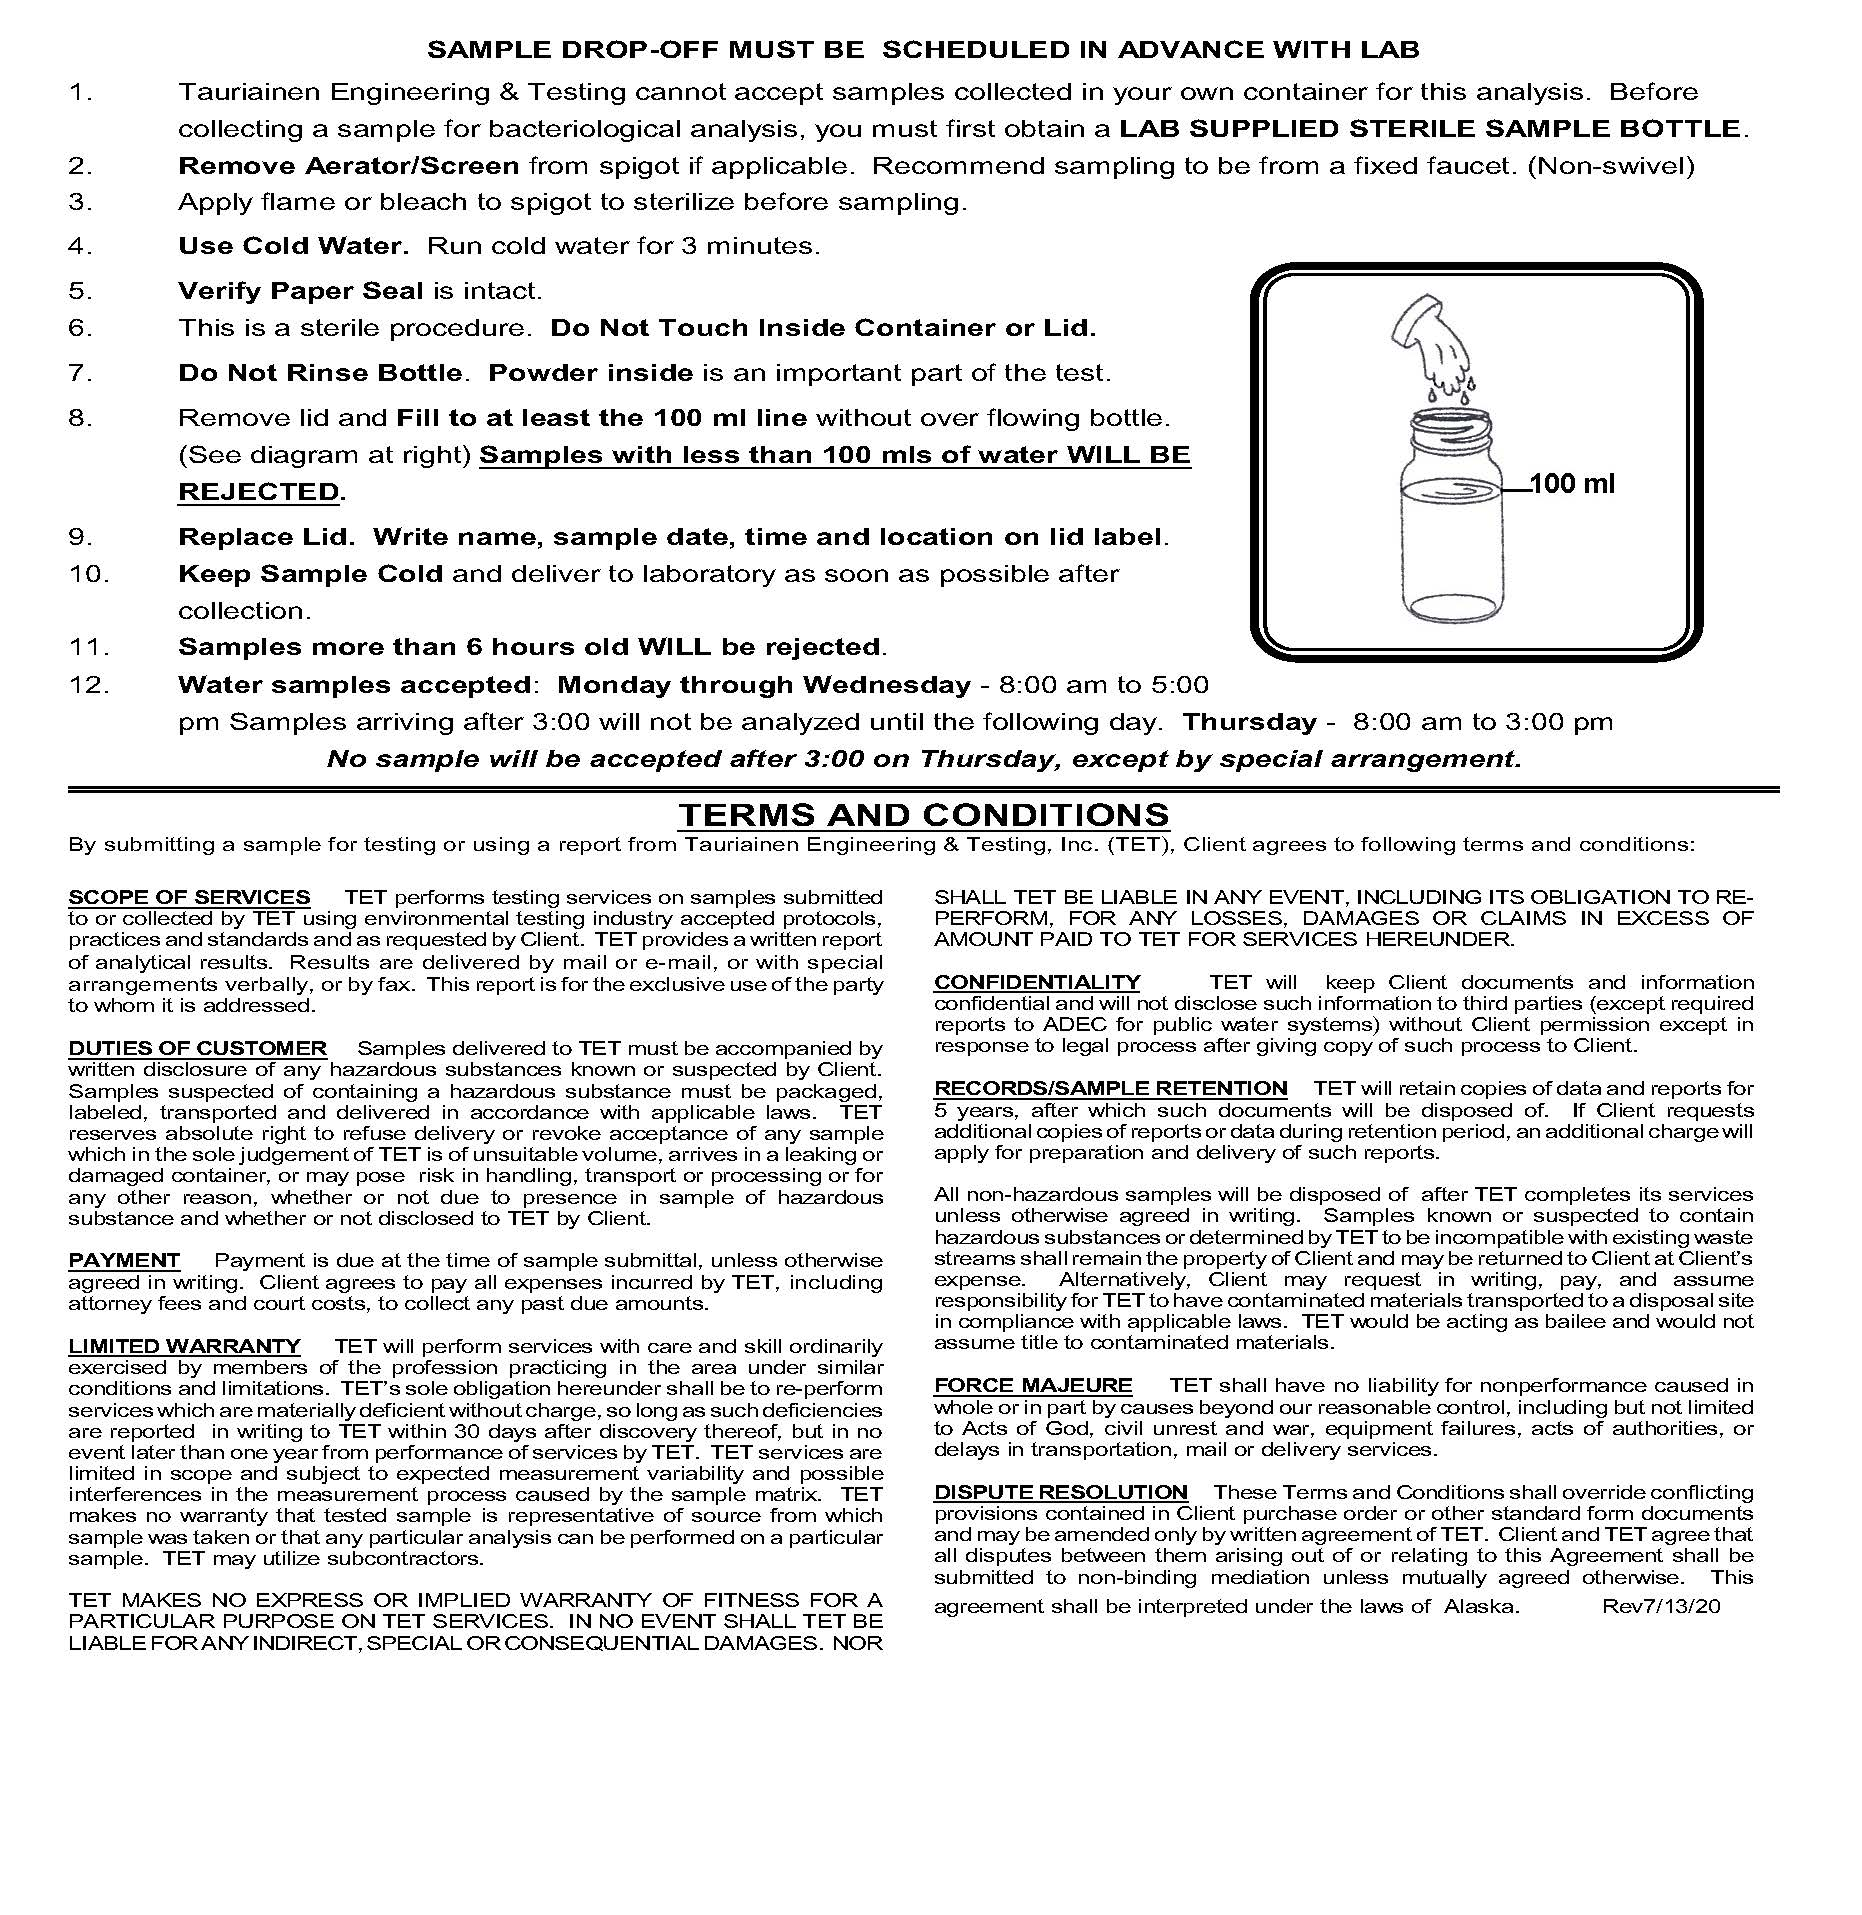 SAMPLE DROP-OFF MUST BE  SCHEDULED IN ADVANCE WITH LAB
1. Tauriainen Engineering & Testing cannot accept samples collected in your own container for this analysis.  Before
collecting a sample for bacteriological analysis, you must first obtain a LAB SUPPLIED STERILE SAMPLE BOTTLE.
2. Remove Aerator/Screen from spigot if applicable.  Recommend sampling to be from a fixed faucet. (Non-swivel)
3. Apply flame or bleach to spigot to sterilize before sampling.
4. Use Cold Water.  Run cold water for 3 minutes.
5. Verify Paper Seal is intact.
6. This is a sterile procedure.  Do Not Touch Inside Container or Lid.
7. Do Not Rinse Bottle.  Powder inside is an important part of the test.
8. Remove lid and Fill to at least the 100 ml line without over flowing bottle.
(See diagram at right) Samples with less than 100 mls of water WILL BE
REJECTED.
100 ml
9. Replace Lid.  Write name, sample date, time and location on lid label.
10. Keep Sample Cold and deliver to laboratory as soon as possible after
collection.
11. Samples more than 6 hours old WILL be rejected.
12. Water samples accepted:  Monday through Wednesday - 8:00 am to 5:00
pm Samples arriving after 3:00 will not be analyzed until the following day.  Thursday -  8:00 am to 3:00 pm
No sample will be accepted after 3:00 on Thursday, except by special arrangement.
TERMS AND CONDITIONS
By submitting a sample for testing or using a report from Tauriainen Engineering & Testing, Inc. (TET), Client agrees to following terms and conditions:
SCOPE OF SERVICES TET performs testing services on samples submitted
to or collected by TET using environmental testing industry accepted protocols,
practices and standards and as requested by Client.  TET provides a written report
of analytical results.  Results are delivered by mail or e-mail, or with special
arrangements verbally, or by fax.  This report is for the exclusive use of the party
to whom it is addressed.
DUTIES OF CUSTOMER Samples delivered to TET must be accompanied by
written disclosure of any hazardous substances known or suspected by Client.
Samples suspected of containing a hazardous substance must be packaged,
labeled, transported and delivered in accordance with applicable laws.  TET
reserves absolute right to refuse delivery or revoke acceptance of any sample
which in the sole judgement of TET is of unsuitable volume, arrives in a leaking or
damaged container, or may pose  risk in handling, transport or processing or for
any other reason, whether or not due to presence in sample of hazardous
substance and whether or not disclosed to TET by Client.
PAYMENT Payment is due at the time of sample submittal, unless otherwise
agreed in writing.  Client agrees to pay all expenses incurred by TET, including
attorney fees and court costs, to collect any past due amounts.
LIMITED WARRANTY TET will perform services with care and skill ordinarily
exercised by members of the profession practicing in the area under similar
conditions and limitations.  TET's sole obligation hereunder shall be to re-perform
services which are materially deficient without charge, so long as such deficiencies
are reported  in writing to TET within 30 days after discovery thereof, but in no
event later than one year from performance of services by TET.  TET services are
limited in scope and subject to expected measurement variability and possible
interferences in the measurement process caused by the sample matrix.  TET
makes no warranty that tested sample is representative of source from which
sample was taken or that any particular analysis can be performed on a particular
sample.  TET may utilize subcontractors.
TET MAKES NO EXPRESS OR IMPLIED WARRANTY OF FITNESS FOR A
PARTICULAR PURPOSE ON TET SERVICES.  IN NO EVENT SHALL TET BE
LIABLE FOR ANY INDIRECT, SPECIAL OR CONSEQUENTIAL DAMAGES.  NOR
SHALL TET BE LIABLE IN ANY EVENT, INCLUDING ITS OBLIGATION TO RE-
PERFORM, FOR ANY LOSSES, DAMAGES OR CLAIMS IN EXCESS OF
AMOUNT PAID TO TET FOR SERVICES HEREUNDER.
CONFIDENTIALITY TET will  keep Client documents and information
confidential and will not disclose such information to third parties (except required
reports to ADEC for public water systems) without Client permission except in
response to legal process after giving copy of such process to Client.
RECORDS/SAMPLE RETENTION TET will retain copies of data and reports for
5 years, after which such documents will be disposed of.  If Client requests
additional copies of reports or data during retention period, an additional charge will
apply for preparation and delivery of such reports.
All non-hazardous samples will be disposed of  after TET completes its services
unless otherwise agreed in writing.  Samples known or suspected to contain
hazardous substances or determined by TET to be incompatible with existing waste
streams shall remain the property of Client and may be returned to Client at Client's
expense.  Alternatively, Client may request in writing, pay, and assume
responsibility for TET to have contaminated materials transported to a disposal site
in compliance with applicable laws.  TET would be acting as bailee and would not
assume title to contaminated materials.
FORCE MAJEURE TET shall have no liability for nonperformance caused in
whole or in part by causes beyond our reasonable control, including but not limited
to Acts of God, civil unrest and war, equipment failures, acts of authorities, or
delays in transportation, mail or delivery services.
DISPUTE RESOLUTION These Terms and Conditions shall override conflicting
provisions contained in Client purchase order or other standard form documents
and may be amended only by written agreement of TET.  Client and TET agree that
all disputes between them arising out of or relating to this Agreement shall be
submitted to non-binding mediation unless mutually agreed otherwise.  This
agreement shall be interpreted under the laws of  Alaska. Rev7/13/20